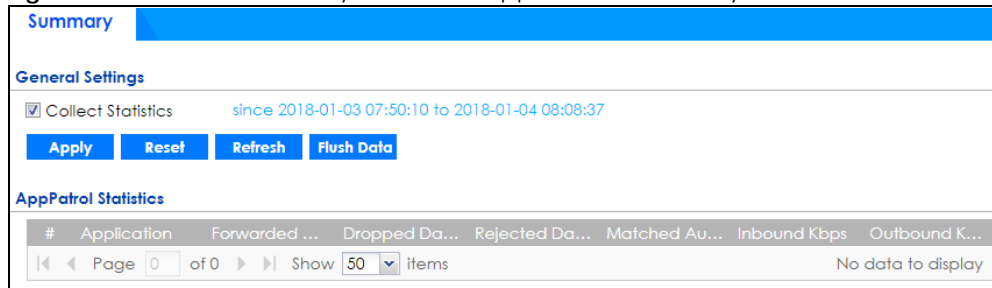 Summary
General Settings
Collect Statistics since 2018-01-03 07:50:10 to 2018-01-04 08:08:37
Apply Reset Refresh Flush Data
AppPatrol Statistics
# Application Forwarded ... Dropped Da... Rejected Da... Matched Au... Inbound Kbps Outbound K...
Page 0 of 0 Show 50 items No data to display